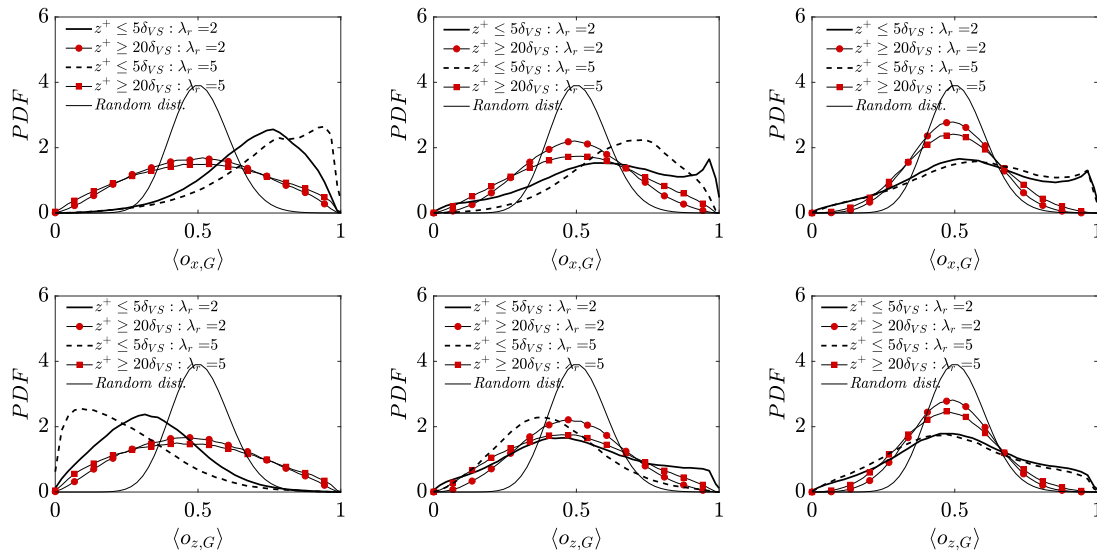 6
z⁺ ≤ 5δ_VS : λ_r =2
z⁺ ≥ 20δ_VS : λ_r =2
z⁺ ≤ 5δ_VS : λ_r =5
z⁺ ≥ 20δ_VS : λ_r =5
Random dist.
4
2
0
PDF
0 0.5 1
⟨o_x,G⟩
6
z⁺ ≤ 5δ_VS : λ_r =2
z⁺ ≥ 20δ_VS : λ_r =2
z⁺ ≤ 5δ_VS : λ_r =5
z⁺ ≥ 20δ_VS : λ_r =5
Random dist.
4
2
0
PDF
0 0.5 1
⟨o_x,G⟩
6
z⁺ ≤ 5δ_VS : λ_r =2
z⁺ ≥ 20δ_VS : λ_r =2
z⁺ ≤ 5δ_VS : λ_r =5
z⁺ ≥ 20δ_VS : λ_r =5
Random dist.
4
2
0
PDF
0 0.5 1
⟨o_x,G⟩
6
z⁺ ≤ 5δ_VS : λ_r =2
z⁺ ≥ 20δ_VS : λ_r =2
z⁺ ≤ 5δ_VS : λ_r =5
z⁺ ≥ 20δ_VS : λ_r =5
Random dist.
4
2
0
PDF
0 0.5 1
⟨o_z,G⟩
6
z⁺ ≤ 5δ_VS : λ_r =2
z⁺ ≥ 20δ_VS : λ_r =2
z⁺ ≤ 5δ_VS : λ_r =5
z⁺ ≥ 20δ_VS : λ_r =5
Random dist.
4
2
0
PDF
0 0.5 1
⟨o_z,G⟩
6
z⁺ ≤ 5δ_VS : λ_r =2
z⁺ ≥ 20δ_VS : λ_r =2
z⁺ ≤ 5δ_VS : λ_r =5
z⁺ ≥ 20δ_VS : λ_r =5
Random dist.
4
2
0
PDF
0 0.5 1
⟨o_z,G⟩